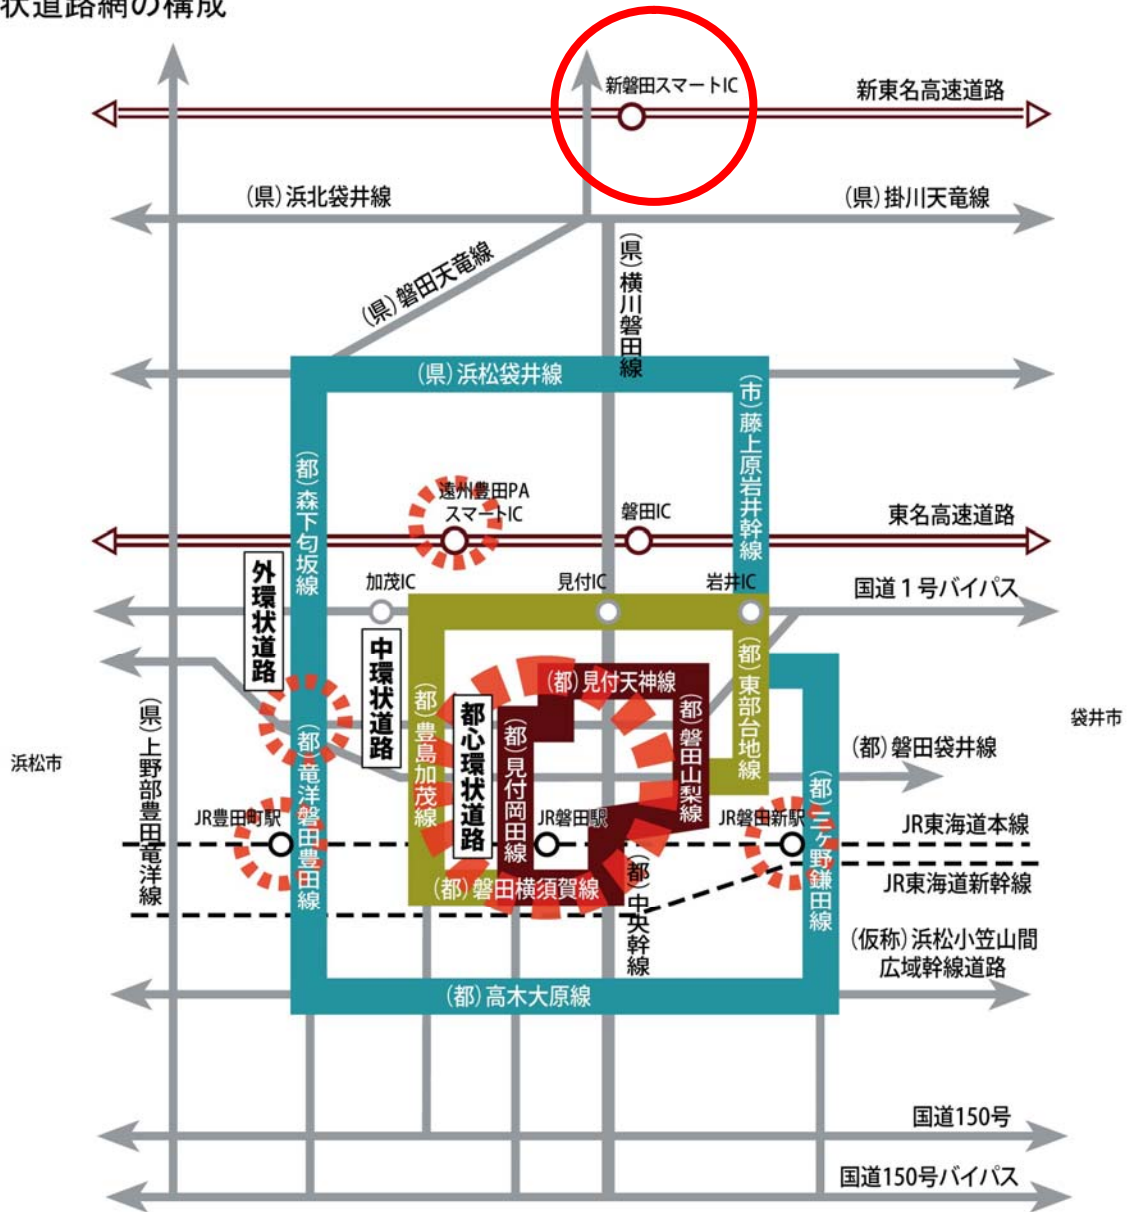 状道路網の構成
新磐田スマートIC
新東名高速道路
(県)浜北袋井線
(県)掛川天竜線
(県)磐田天竜線
(県)横川磐田線
(県)浜松袋井線
(市)藤上原岩井幹線
(都)森下匂坂線
遠州豊田PA
スマートIC
磐田IC
東名高速道路
外環状道路
加茂IC
見付IC
岩井IC
国道1号バイパス
中環状道路
(都)豊島加茂線
都心環状道路
(都)見付天神線
(都)見付岡田線
(都)磐田山梨線
(都)東部台地線
(県)上野部豊田竜洋線
(都)竜洋磐田豊田線
浜松市
袋井市
(都)磐田袋井線
(都)三ヶ野鎌田線
JR豊田町駅
JR磐田駅
JR磐田新駅
JR東海道本線
JR東海道新幹線
(都)磐田横須賀線
(都)中央幹線
(仮称)浜松小笠山間
広域幹線道路
(都)高木大原線
国道150号
国道150号バイパス